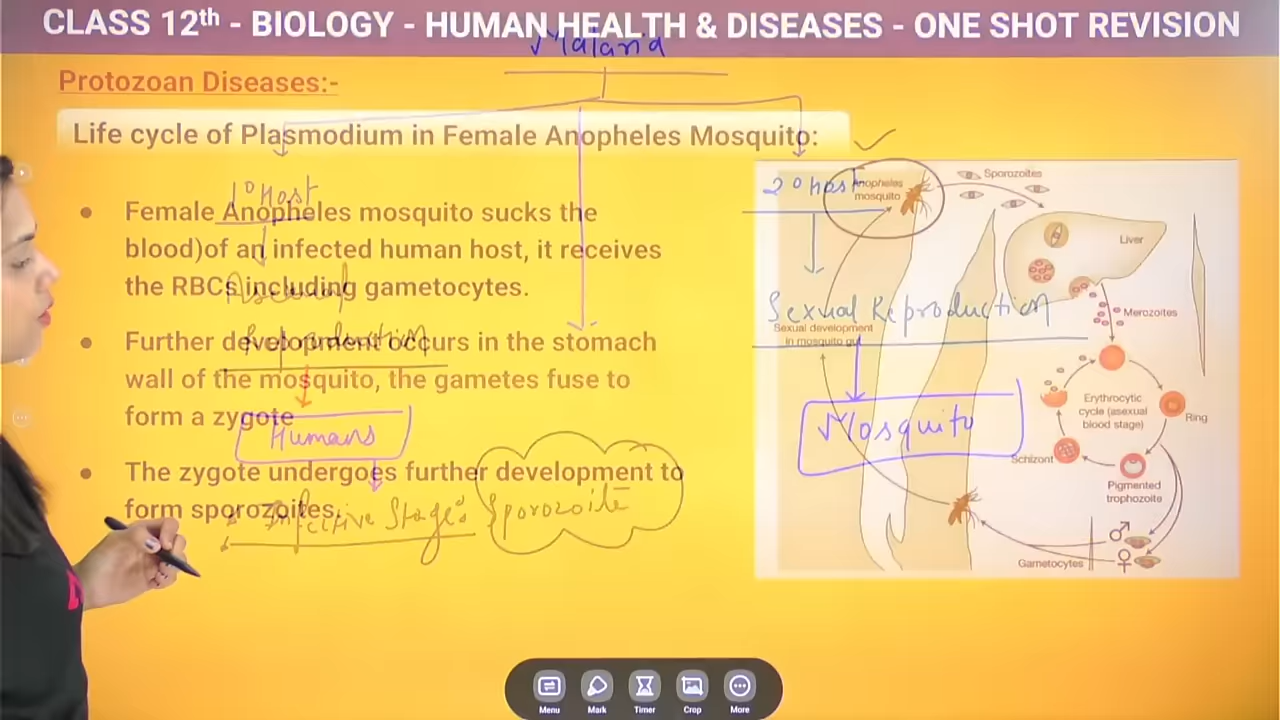 CLASS 12th - BIOLOGY - HUMAN HEALTH & DISEASES - ONE SHOT REVISION
Malaria
Protozoan Diseases:-
Life cycle of Plasmodium in Female Anopheles Mosquito:
1° Host
• Female Anopheles mosquito sucks the
blood)of an infected human host, it receives
the RBCs including gametocytes.
Asexual
Reproduction
• Further development occurs in the stomach
wall of the mosquito, the gametes fuse to
form a zygote
Humans
• The zygote undergoes further development to
form sporozoites.
Infective Stage: Sporozoite
2° host
Sexual Reproduction
Mosquito
Anopheles
mosquito
Sporozoites
Liver
Merozoites
Sexual development
in mosquito gut
Erythrocytic
cycle (asexual
blood stage)
Ring
Schizont
Pigmented
trophozoite
Gametocytes
♂
♀
Menu
Mark
Timer
Crop
More